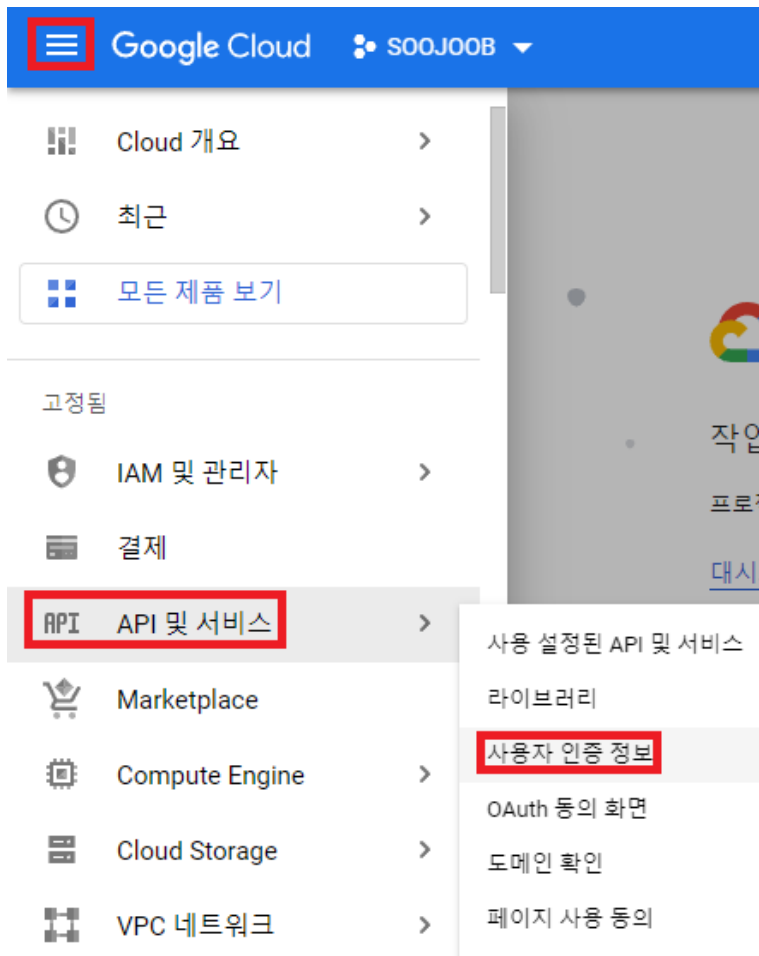 Google Cloud SOOJOOB
Cloud 개요
최근
모든 제품 보기
고정됨
IAM 및 관리자
결제
API API 및 서비스
Marketplace
Compute Engine
Cloud Storage
VPC 네트워크
사용 설정된 API 및 서비스
라이브러리
사용자 인증 정보
OAuth 동의 화면
도메인 확인
페이지 사용 동의
대시